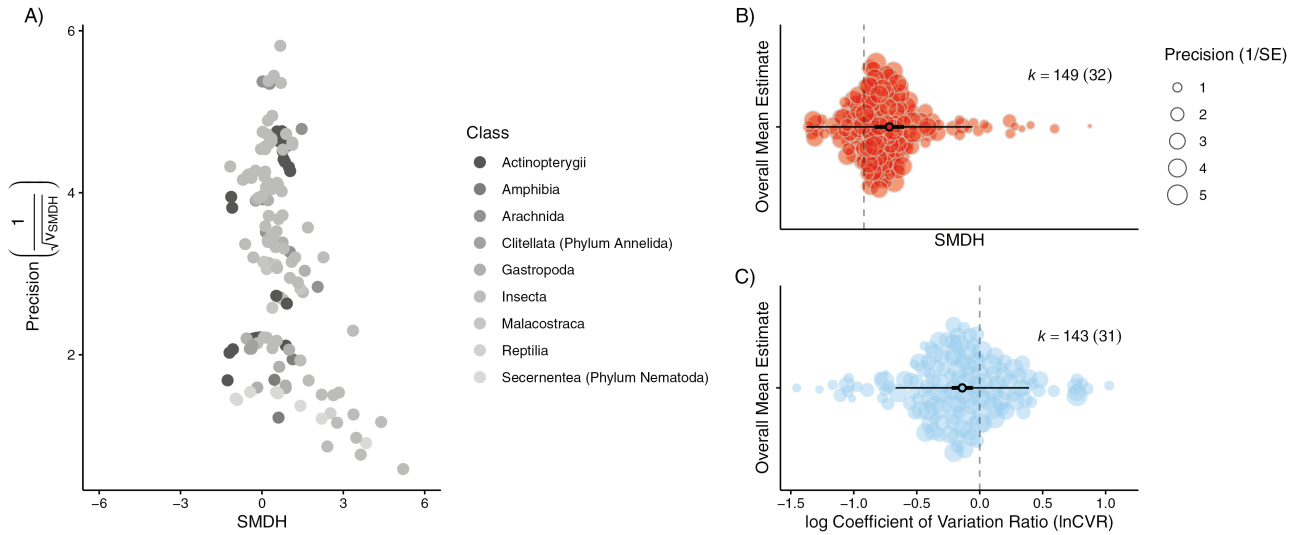 A)
6
4
2
Precision (1/√vSMDH)
−6
−3
0
3
6
SMDH
Class
Actinopterygii
Amphibia
Arachnida
Clitellata (Phylum Annelida)
Gastropoda
Insecta
Malacostraca
Reptilia
Secernentea (Phylum Nematoda)
B)
Overall Mean Estimate
k = 149 (32)
SMDH
Precision (1/SE)
1
2
3
4
5
C)
Overall Mean Estimate
k = 143 (31)
−1.5
−1.0
−0.5
0.0
0.5
1.0
log Coefficient of Variation Ratio (lnCVR)